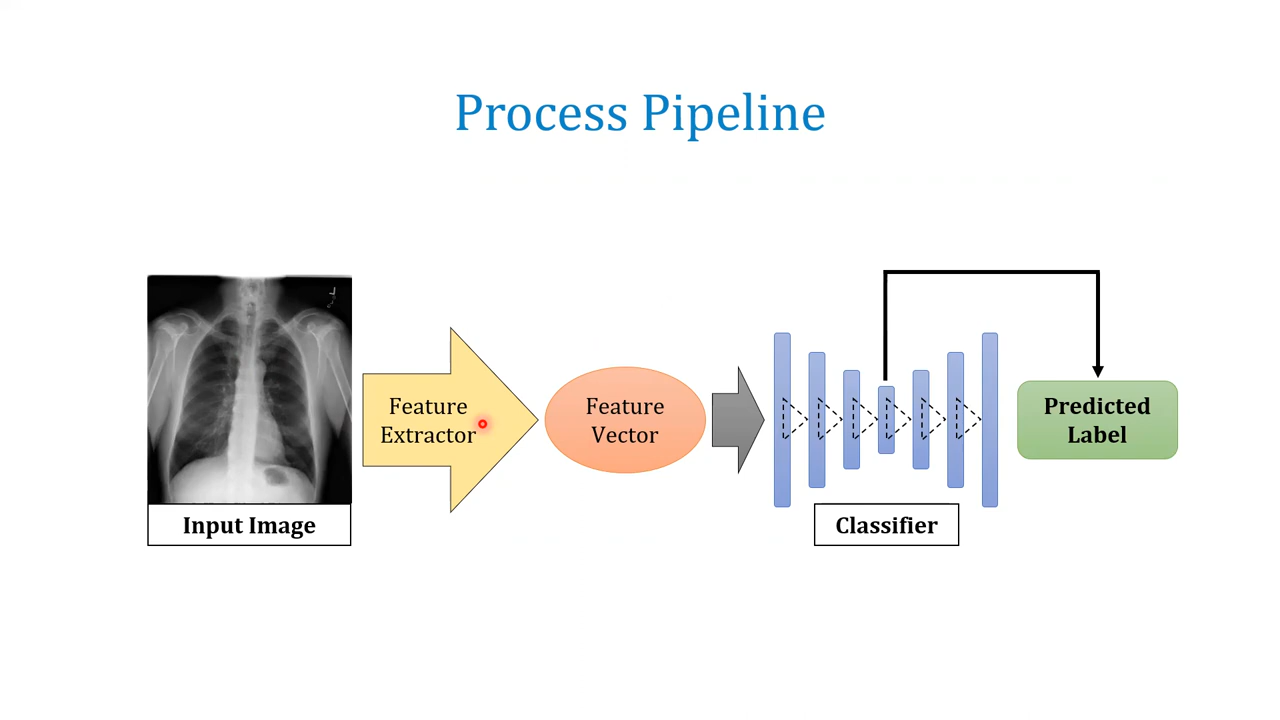 Process Pipeline
L
Feature
Extractor
Feature
Vector
Predicted
Label
Input Image
Classifier